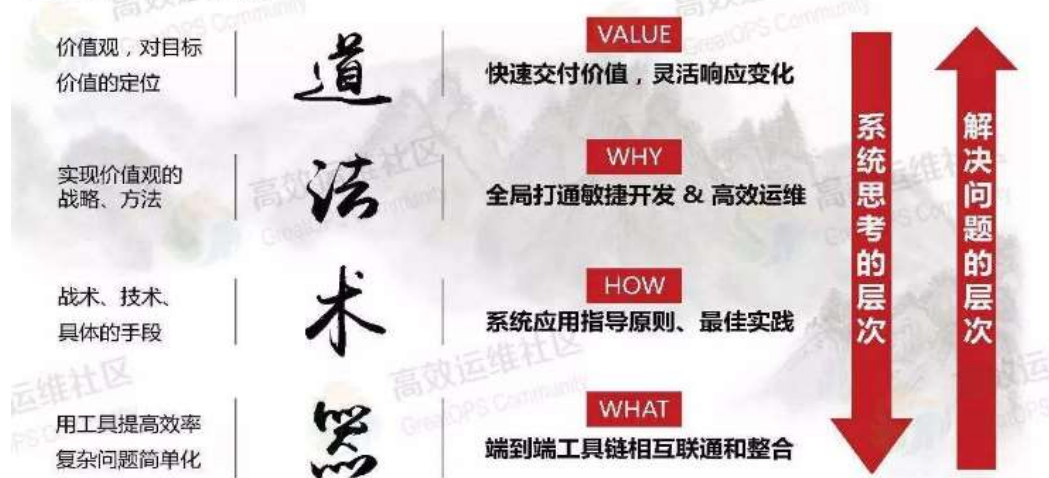 价值观，对目标
价值的定位
道
VALUE
快速交付价值，灵活响应变化
实现价值观的
战略、方法
法
WHY
全局打通敏捷开发 & 高效运维
战术、技术、
具体的手段
术
HOW
系统应用指导原则、最佳实践
用工具提高效率
复杂问题简单化
器
WHAT
端到端工具链相互联通和整合
系统思考的层次
解决问题的层次
高效运维社区
GreatOPS Community